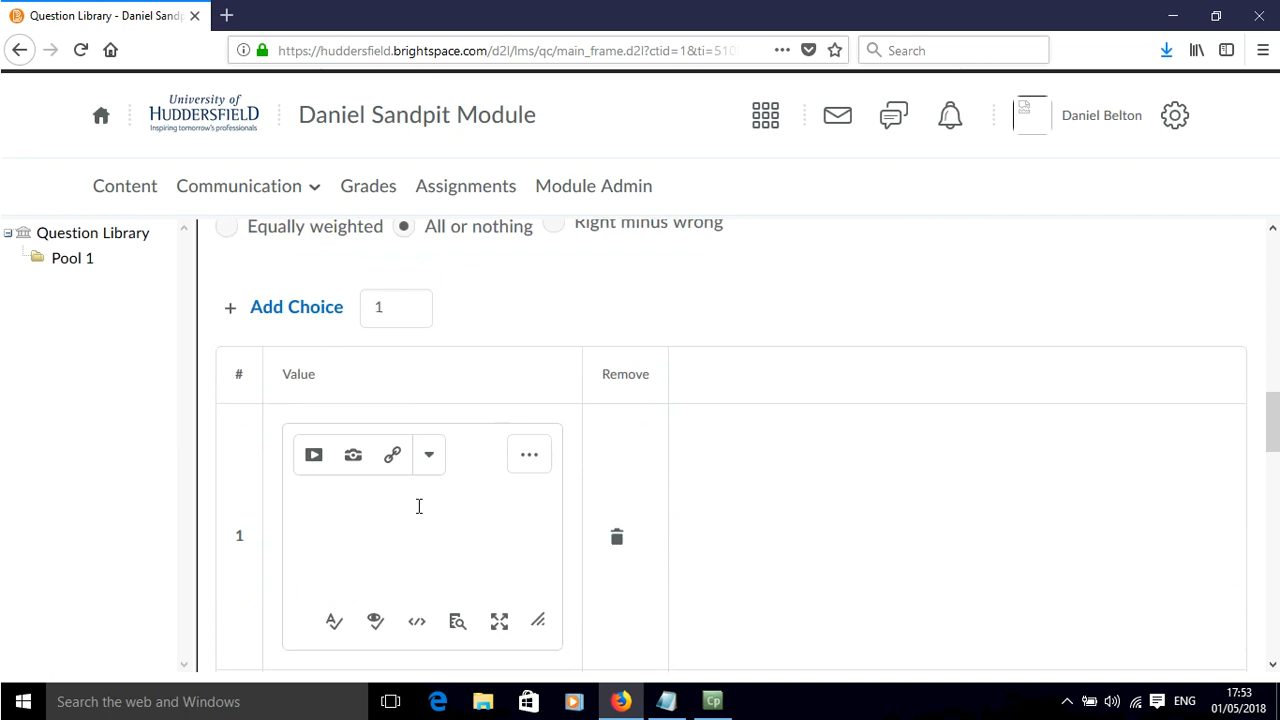 Question Library - Daniel Sandp
https://huddersfield.brightspace.com/d2l/lms/qc/main_frame.d2l?ctid=1&ti=510
Search
University of
HUDDERSFIELD
Inspiring tomorrow's professionals
Daniel Sandpit Module
Daniel Belton
Content
Communication
Grades
Assignments
Module Admin
Question Library
Pool 1
Equally weighted
All or nothing
Right minus wrong
+ Add Choice
1
#
Value
Remove
1
Search the web and Windows
Cp
ENG
17:53
01/05/2018